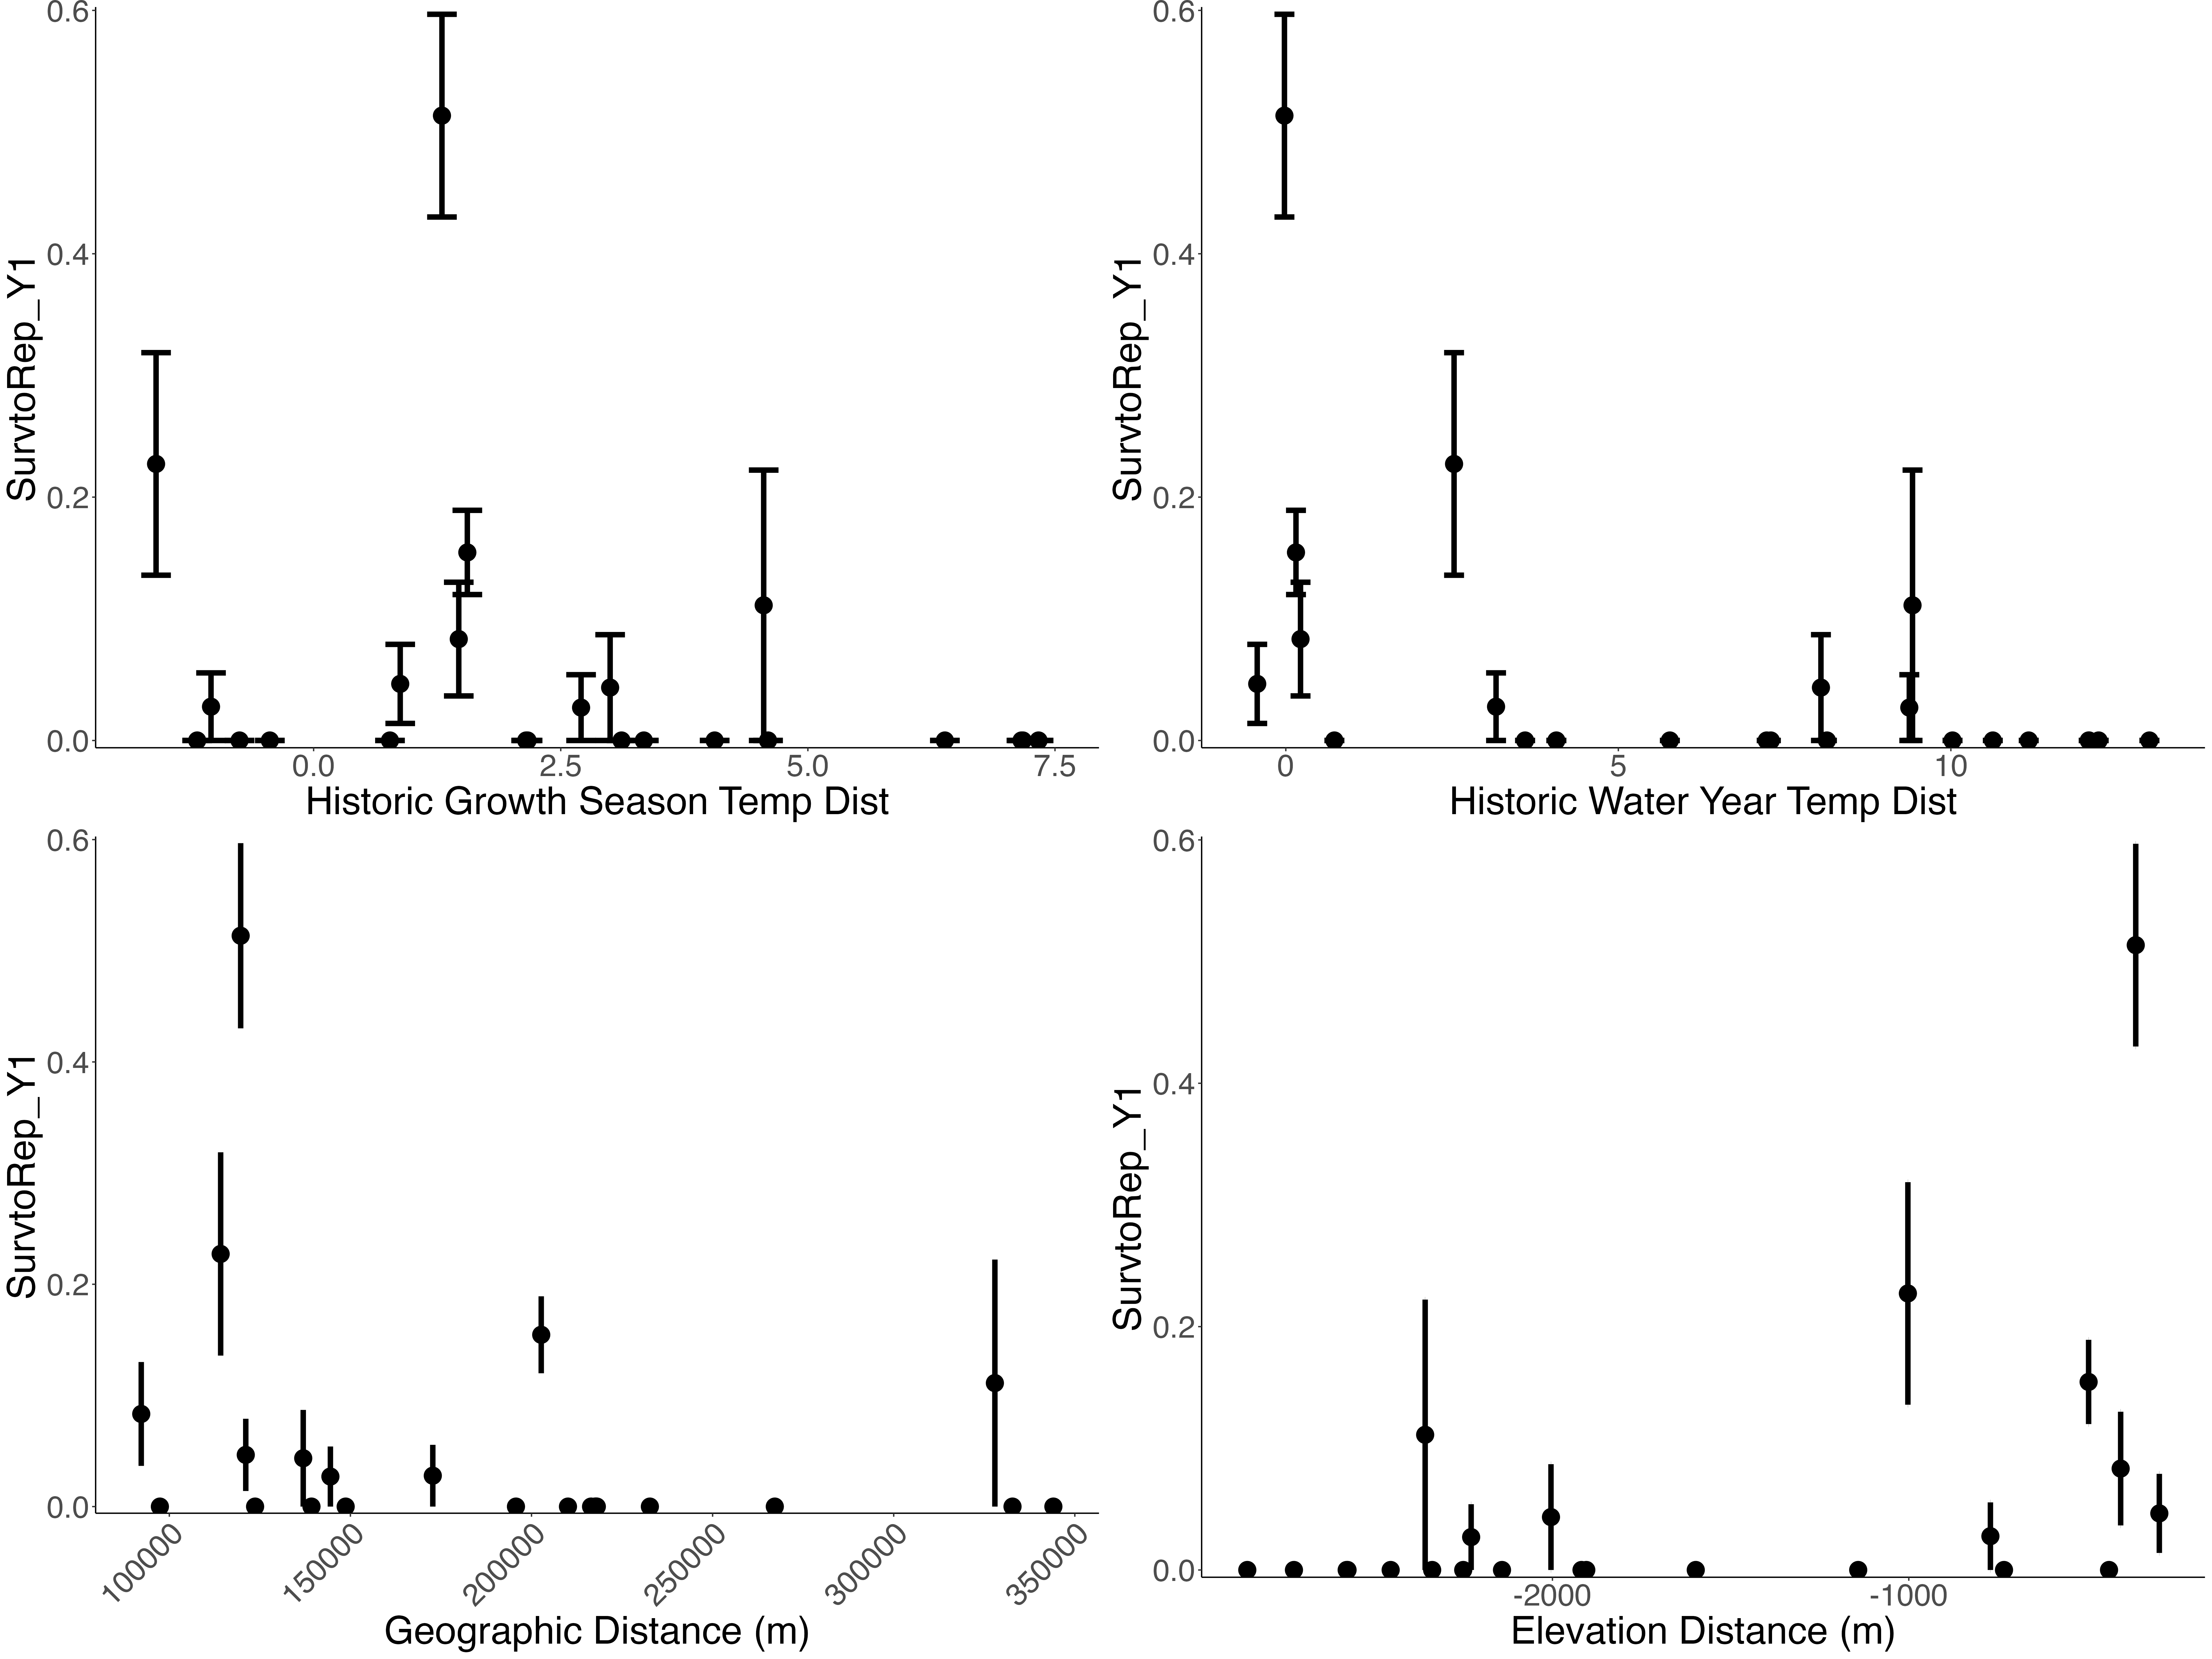 0.6
0.4
0.2
0.0
SurvtoRep_Y1
0.0 2.5 5.0 7.5
Historic Growth Season Temp Dist
0.6
0.4
0.2
0.0
SurvtoRep_Y1
0 5 10
Historic Water Year Temp Dist
0.6
0.4
0.2
0.0
SurvtoRep_Y1
100000 150000 200000 250000 300000 350000
Geographic Distance (m)
0.6
0.4
0.2
0.0
SurvtoRep_Y1
-2000 -1000
Elevation Distance (m)